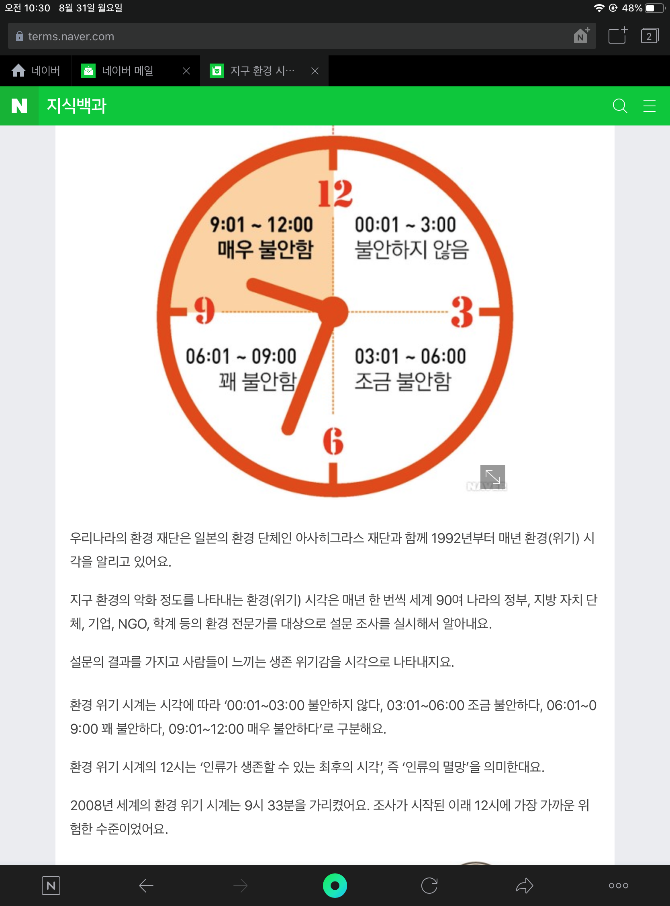 오전 10:30 8월 31일 월요일
48%
terms.naver.com
N
2
네이버
네이버 메일
지구 환경 시…
N 지식백과
12
9:01 ~ 12:00
매우 불안함
00:01 ~ 3:00
불안하지 않음
9
3
06:01 ~ 09:00
꽤 불안함
03:01 ~ 06:00
조금 불안함
6
NAVER
우리나라의 환경 재단은 일본의 환경 단체인 아사히그라스 재단과 함께 1992년부터 매년 환경(위기) 시
각을 알리고 있어요.
지구 환경의 악화 정도를 나타내는 환경(위기) 시각은 매년 한 번씩 세계 90여 나라의 정부, 지방 자치 단
체, 기업, NGO, 학계 등의 환경 전문가를 대상으로 설문 조사를 실시해서 알아내요.
설문의 결과를 가지고 사람들이 느끼는 생존 위기감을 시각으로 나타내지요.
환경 위기 시계는 시각에 따라 ‘00:01~03:00 불안하지 않다, 03:01~06:00 조금 불안하다, 06:01~0
9:00 꽤 불안하다, 09:01~12:00 매우 불안하다’로 구분해요.
환경 위기 시계의 12시는 ‘인류가 생존할 수 있는 최후의 시각’, 즉 ‘인류의 멸망’을 의미한대요.
2008년 세계의 환경 위기 시계는 9시 33분을 가리켰어요. 조사가 시작된 이래 12시에 가장 가까운 위
험한 수준이었어요.
N